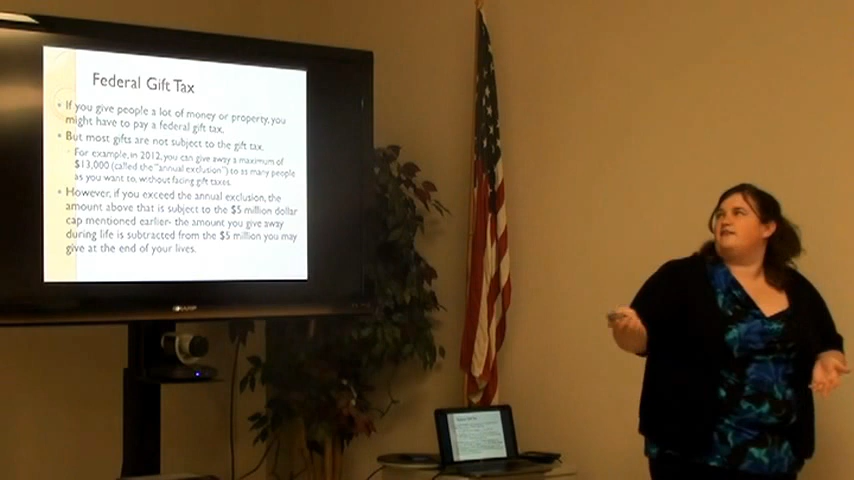 Federal Gift Tax
If you give people a lot of money or property, you
might have to pay a federal gift tax.
But most gifts are not subject to the gift tax.
For example, in 2012, you can give away a maximum of
$13,000 (called the "annual exclusion") to as many people
as you want to, without facing gift taxes.
However, if you exceed the annual exclusion, the
amount above that is subject to the $5 million dollar
cap mentioned earlier- the amount you give away
during life is subtracted from the $5 million you may
give at the end of your lives.
SHARP